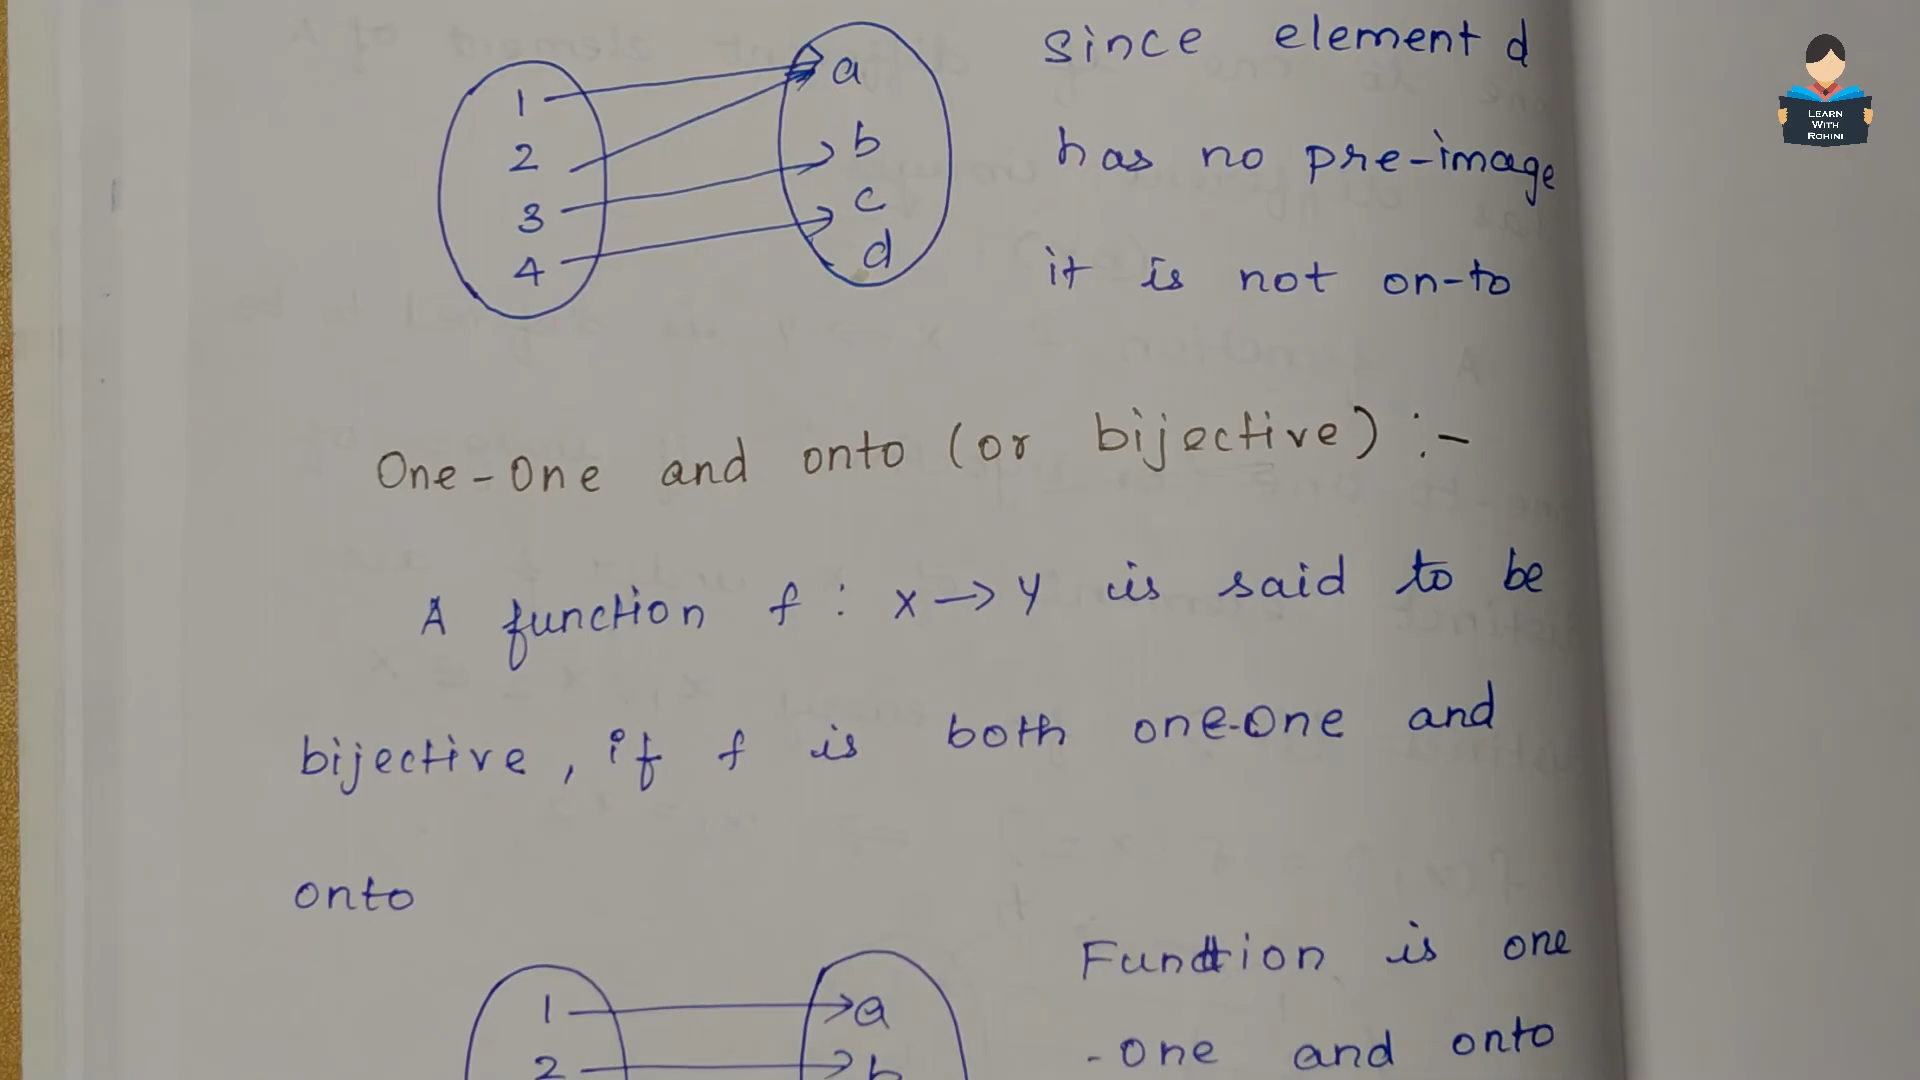 1
2
3
4
a
b
c
d
since element d
has no pre-image
it is not on-to
One-One and onto (or bijective) :-
A function f : x → y is said to be
bijective, if f is both one-one and
onto
1
2
a
b
Function is one
-one and onto
LEARN
WITH
ROHINI